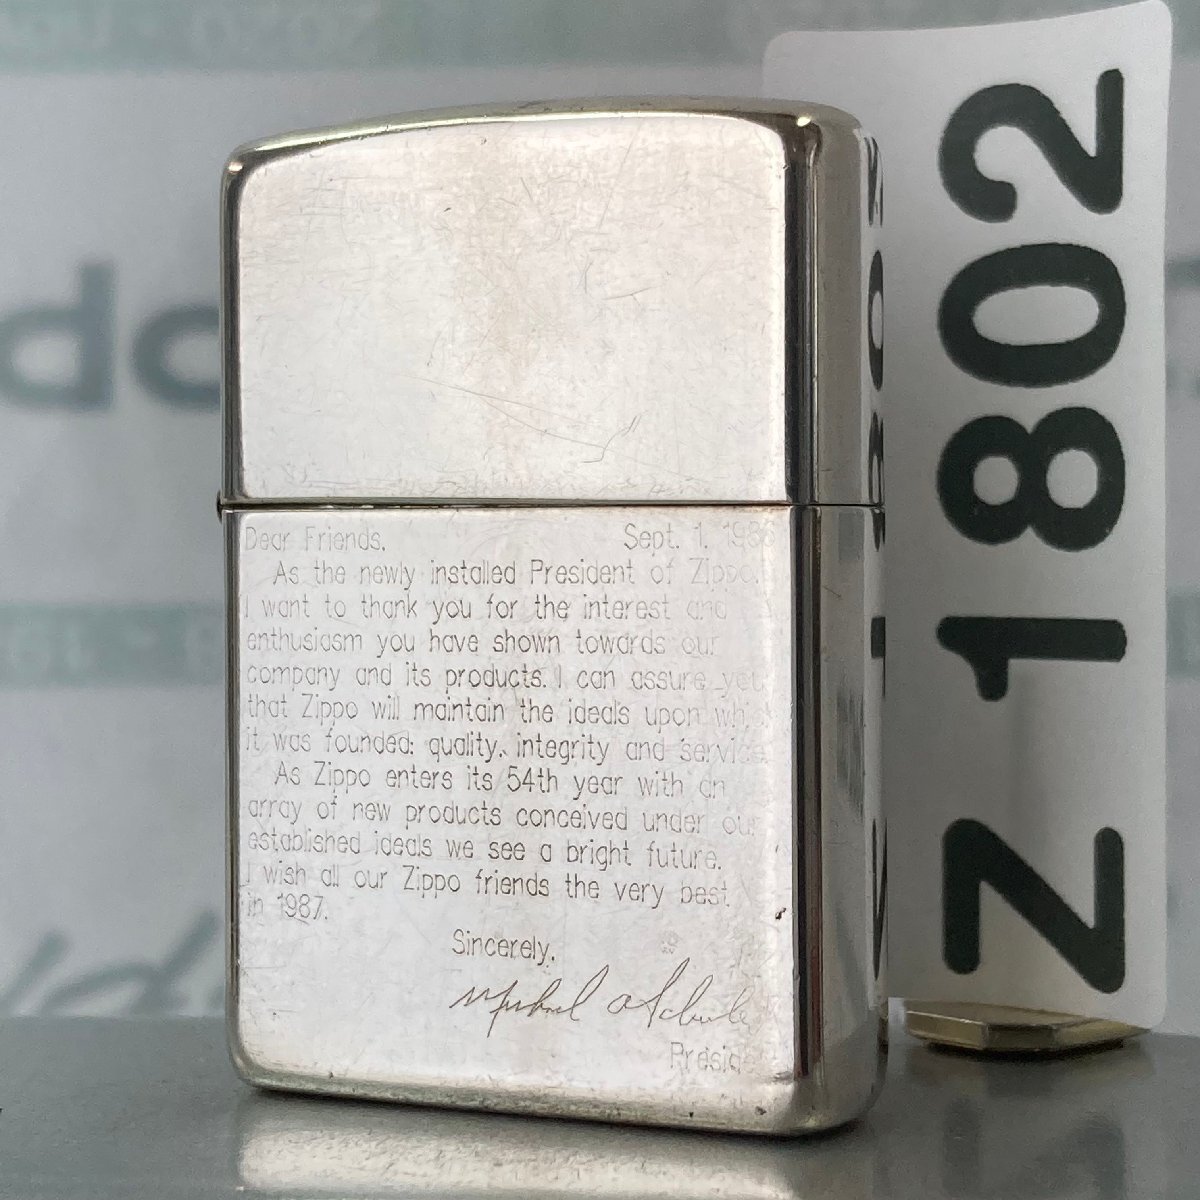 Dear Friends, Sept. 1, 1986
As the newly installed President of Zippo,
I want to thank you for the interest and
enthusiasm you have shown towards our
company and its products. I can assure you
that Zippo will maintain the ideals upon
it was founded: quality, integrity and service.
As Zippo enters its 54th year with an
array of new products conceived under our
established ideals we see a bright future.
I wish all our Zippo friends the very best
in 1987.
Sincerely,
Michael
Z1802